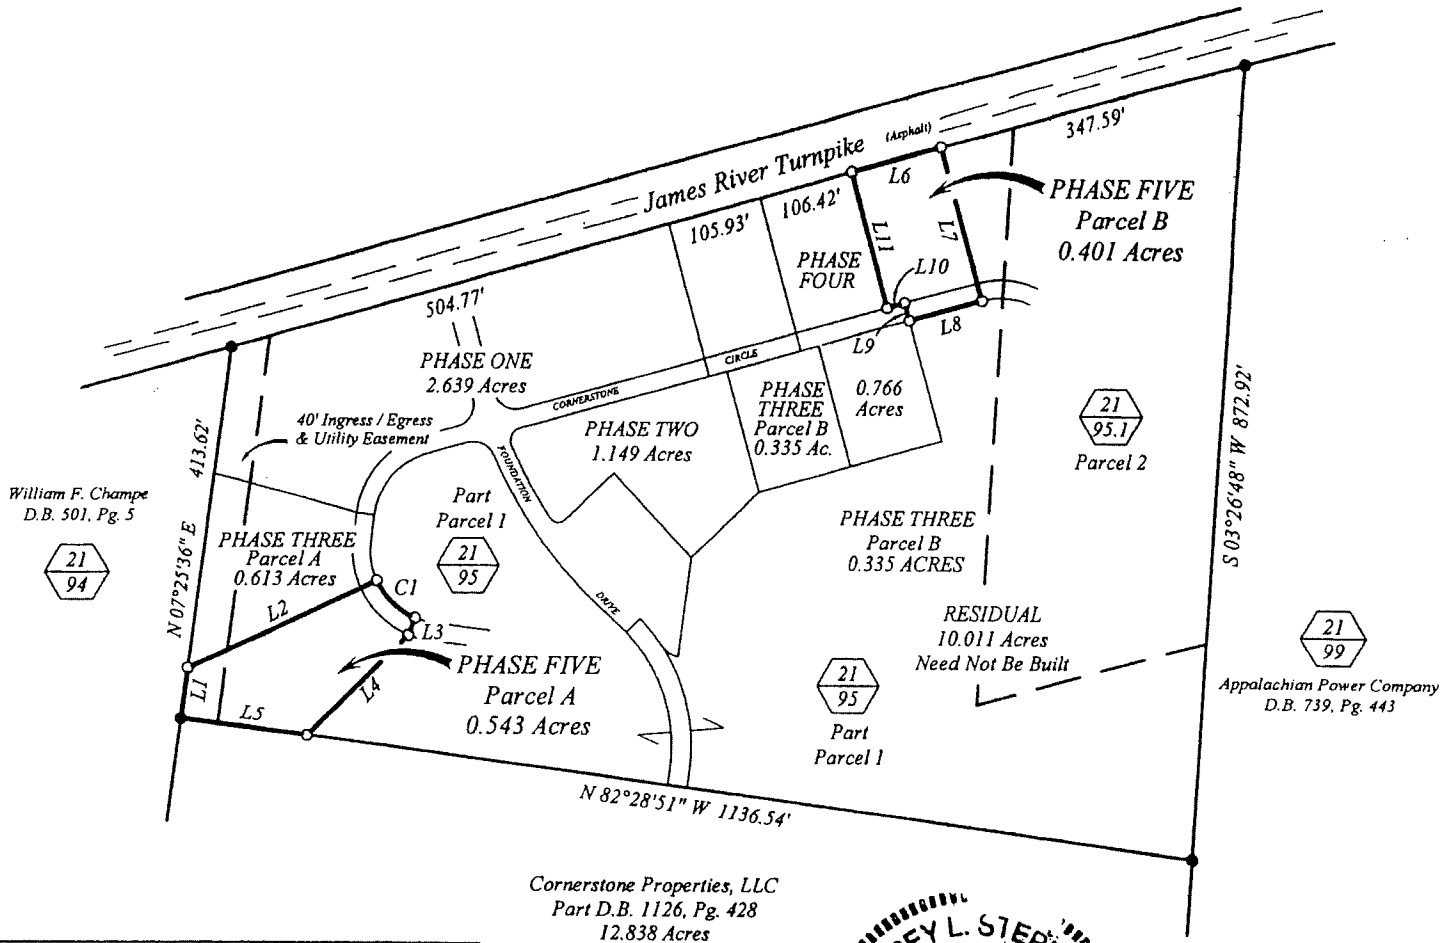 James River Turnpike
(Asphalt)
347.59'
L6
106.42'
105.93'
504.77'
L11
L7
PHASE FIVE
Parcel B
0.401 Acres
PHASE
FOUR
L10
L9
L8
CIRCLE
CORNERSTONE
PHASE ONE
2.639 Acres
40' Ingress / Egress
& Utility Easement
413.62'
N 07°25'36" E
PHASE TWO
1.149 Acres
PHASE
THREE
Parcel B
0.335 Ac.
0.766
Acres
21
95.1
Parcel 2
S 03°26'48" W 872.92'
FOUNDATION
DRIVE
William F. Champe
D.B. 501, Pg. 5
21
94
Part
Parcel 1
21
95
PHASE THREE
Parcel A
0.613 Acres
PHASE THREE
Parcel B
0.335 ACRES
C1
L2
L3
RESIDUAL
10.011 Acres
Need Not Be Built
21
99
Appalachian Power Company
D.B. 739, Pg. 443
L1
L4
L5
PHASE FIVE
Parcel A
0.543 Acres
21
95
Part
Parcel 1
N 82°28'51" W 1136.54'
Cornerstone Properties, LLC
Part D.B. 1126, Pg. 428
12.838 Acres
EY L. STEP